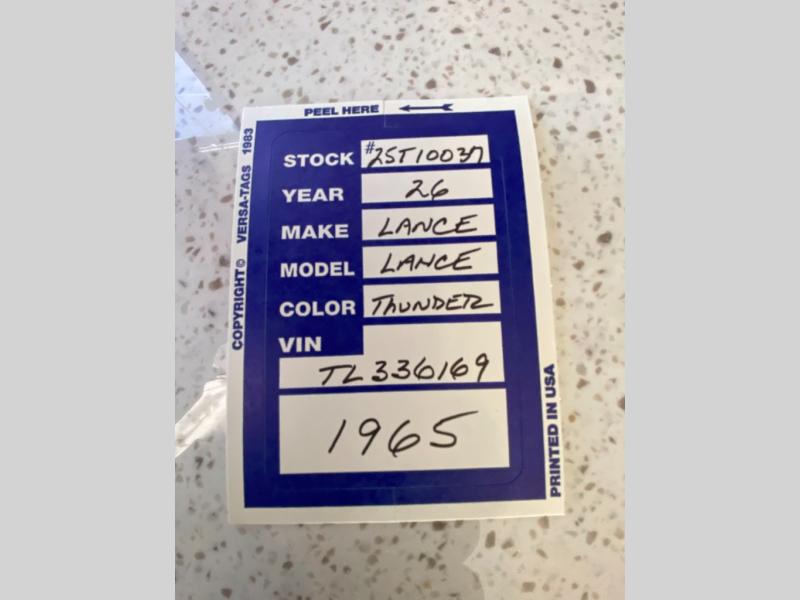 PEEL HERE
COPYRIGHT © VERSA-TAGS 1983
STOCK #25T10037
YEAR 26
MAKE LANCE
MODEL LANCE
COLOR THUNDER
VIN
TL336169
1965
PRINTED IN USA